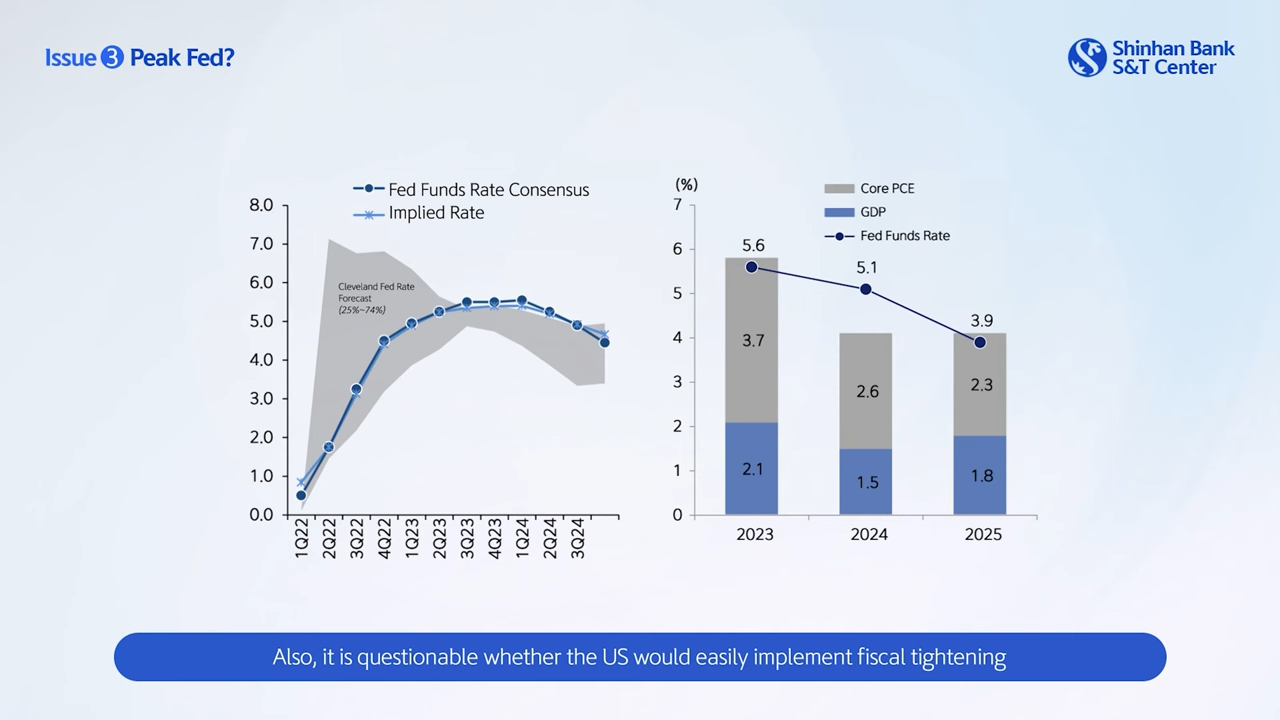 Issue 3 Peak Fed?
Shinhan Bank
S&T Center
Fed Funds Rate Consensus
Implied Rate
8.0
7.0
6.0
5.0
4.0
3.0
2.0
1.0
0.0
Cleveland Fed Rate
Forecast
(25%~74%)
1Q22
2Q22
3Q22
4Q22
1Q23
2Q23
3Q23
4Q23
1Q24
2Q24
3Q24
(%)
Core PCE
GDP
Fed Funds Rate
7
6
5
4
3
2
1
0
5.6
5.1
3.9
3.7
2.6
2.3
2.1
1.5
1.8
2023
2024
2025
Also, it is questionable whether the US would easily implement fiscal tightening